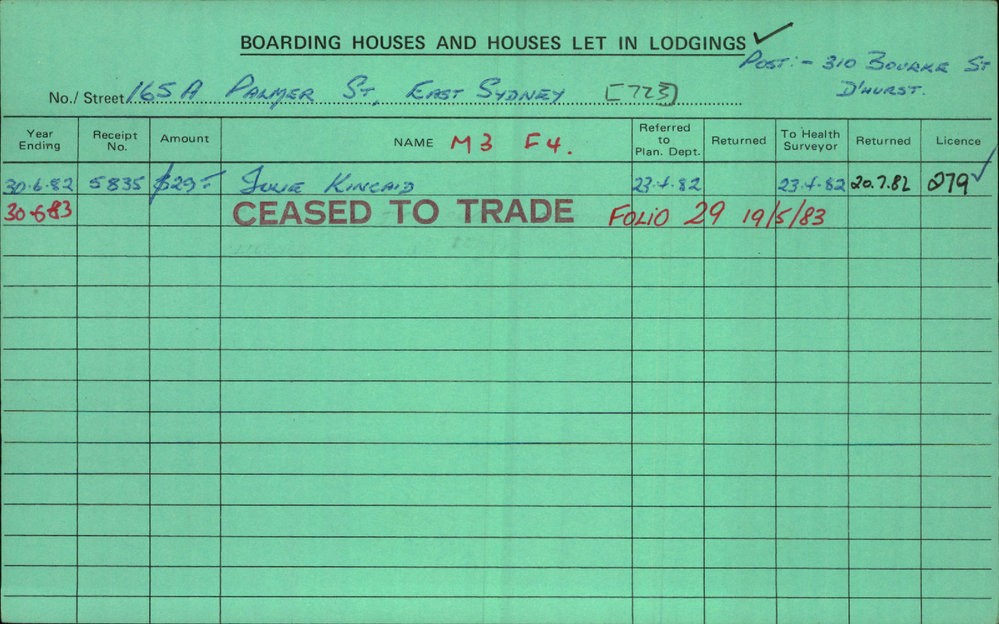 BOARDING HOUSES AND HOUSES LET IN LODGINGS ✓
Post:- 310 Bourke St
D'hurst.
No./ Street 165A Palmer St, East Sydney [723]
Year Ending Receipt No. Amount NAME M3 F4. Referred to Plan. Dept. Returned To Health Surveyor Returned Licence
30.6.82 5835 $29 - Julie Kincaid 23.4.82 23.4.82 20.7.82 279 ✓
30.6.83 CEASED TO TRADE Folio 29 19/5/83